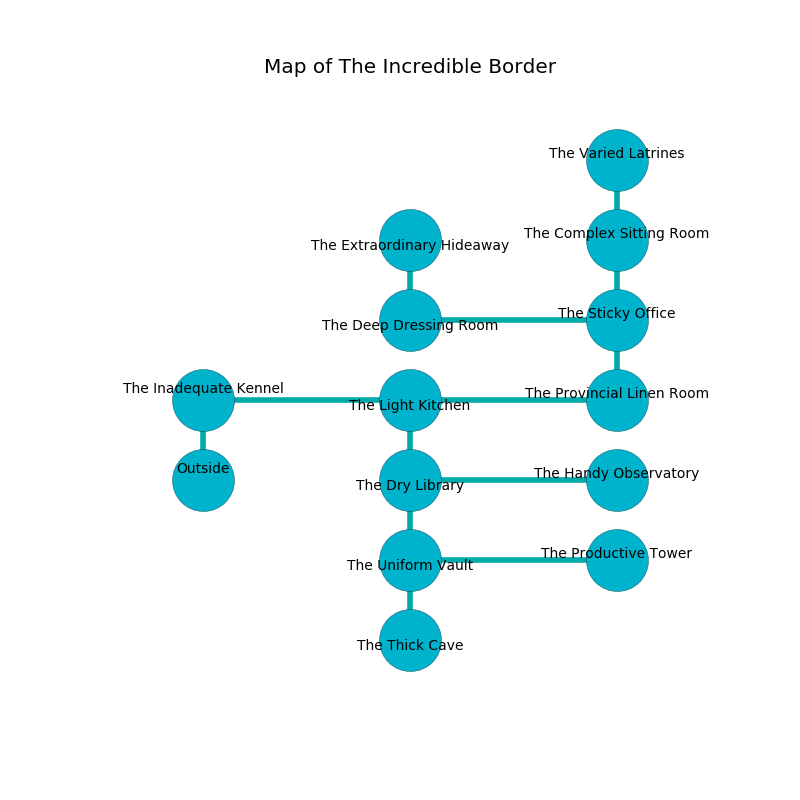 Map of The Incredible Border
The Varied Latrines
The Complex Sitting Room
The Extraordinary Hideaway
The Sticky Office
The Deep Dressing Room
The Inadequate Kennel
The Provincial Linen Room
The Light Kitchen
Outside
The Handy Observatory
The Dry Library
The Productive Tower
The Uniform Vault
The Thick Cave